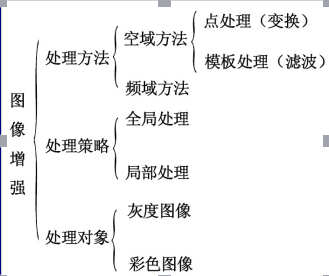 图像增强
处理方法
空域方法
点处理（变换）
模板处理（滤波）
频域方法
处理策略
全局处理
局部处理
处理对象
灰度图像
彩色图像